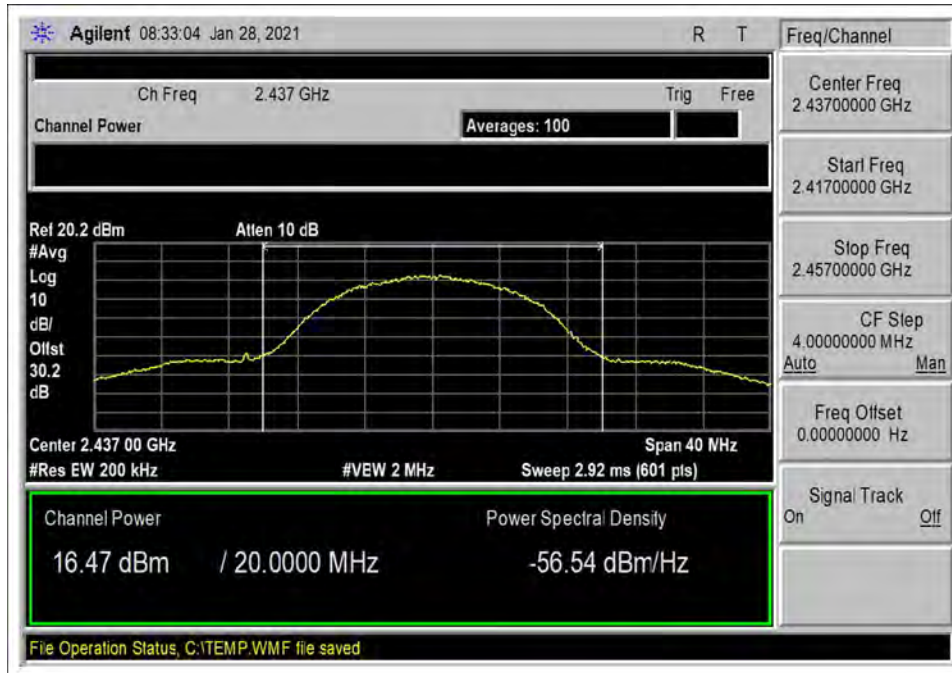 Agilent 08:33:04 Jan 28, 2021 R T
Freq/Channel
Ch Freq 2.437 GHz Trig Free
Channel Power Averages: 100
Ref 20.2 dBm Atten 10 dB
#Avg
Log
10
dB/
Offst
30.2
dB
Center 2.437 00 GHz Span 40 MHz
#Res BW 200 kHz #VBW 2 MHz Sweep 2.92 ms (601 pts)
Channel Power Power Spectral Density
16.47 dBm / 20.0000 MHz -56.54 dBm/Hz
File Operation Status, C:\TEMP.WMF file saved
Center Freq
2.43700000 GHz
Start Freq
2.41700000 GHz
Stop Freq
2.45700000 GHz
CF Step
4.00000000 MHz
Auto Man
Freq Offset
0.00000000 Hz
Signal Track
On Off